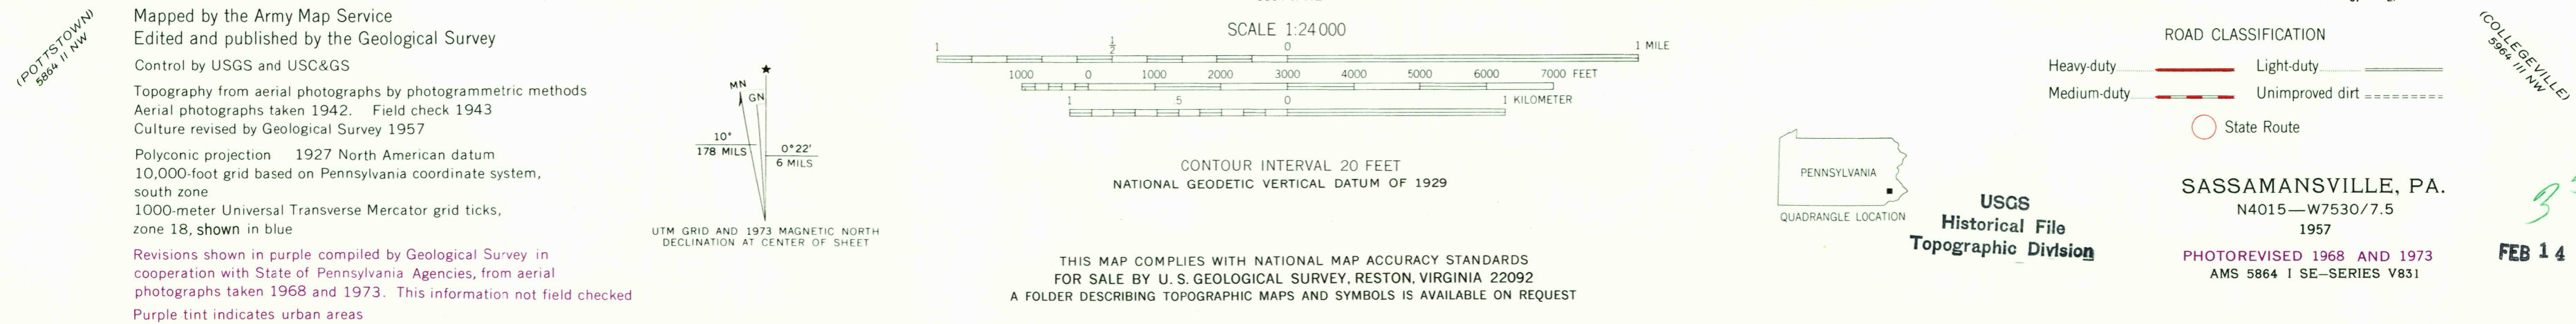 (POTTSTOWN)
5864 II NW
Mapped by the Army Map Service
Edited and published by the Geological Survey
Control by USGS and USC&GS
Topography from aerial photographs by photogrammetric methods
Aerial photographs taken 1942. Field check 1943
Culture revised by Geological Survey 1957
Polyconic projection 1927 North American datum
10,000-foot grid based on Pennsylvania coordinate system,
south zone
1000-meter Universal Transverse Mercator grid ticks,
zone 18, shown in blue
Revisions shown in purple compiled by Geological Survey in
cooperation with State of Pennsylvania Agencies, from aerial
photographs taken 1968 and 1973. This information not field checked
Purple tint indicates urban areas
MN
GN
10°
178 MILS
0°22'
6 MILS
UTM GRID AND 1973 MAGNETIC NORTH
DECLINATION AT CENTER OF SHEET
SCALE 1:24 000
1 1/2 0 1 MILE
1000 0 1000 2000 3000 4000 5000 6000 7000 FEET
1 .5 0 1 KILOMETER
CONTOUR INTERVAL 20 FEET
NATIONAL GEODETIC VERTICAL DATUM OF 1929
THIS MAP COMPLIES WITH NATIONAL MAP ACCURACY STANDARDS
FOR SALE BY U. S. GEOLOGICAL SURVEY, RESTON, VIRGINIA 22092
A FOLDER DESCRIBING TOPOGRAPHIC MAPS AND SYMBOLS IS AVAILABLE ON REQUEST
PENNSYLVANIA
QUADRANGLE LOCATION
USGS
Historical File
Topographic Division
ROAD CLASSIFICATION
Heavy-duty Light-duty
Medium-duty Unimproved dirt
State Route
SASSAMANSVILLE, PA.
N4015—W7530/7.5
1957
PHOTOREVISED 1968 AND 1973
AMS 5864 I SE—SERIES V831
(COLLEGEVILLE)
5964 III NW
3
FEB 14